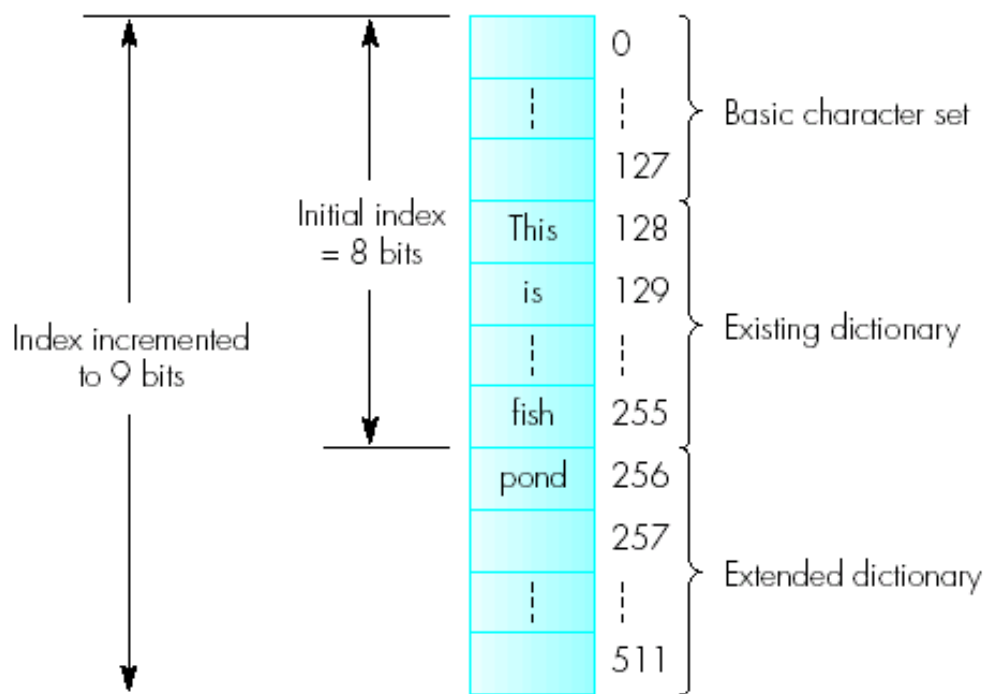 0
Basic character set
127
Initial index
= 8 bits
This
128
is
129
Index incremented
to 9 bits
Existing dictionary
fish
255
pond
256
257
Extended dictionary
511